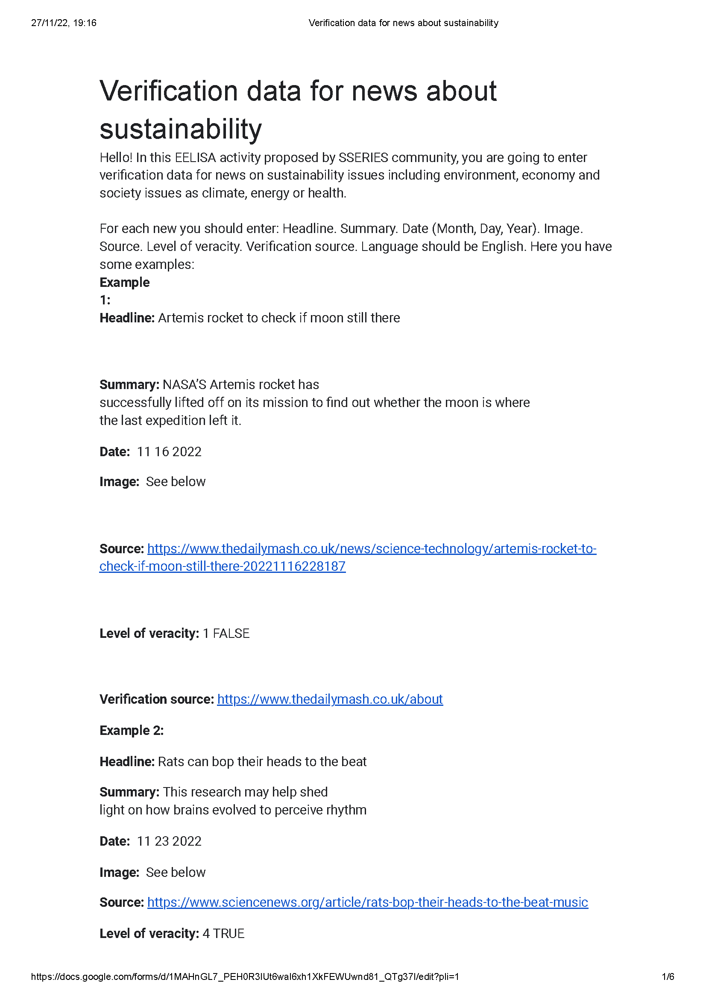 27/11/22, 19:16
Verification data for news about sustainability
Verification data for news about
sustainability
Hello! In this EELISA activity proposed by SSERIES community, you are going to enter
verification data for news on sustainability issues including environment, economy and
society issues as climate, energy or health.
For each new you should enter: Headline. Summary. Date (Month, Day, Year). Image.
Source. Level of veracity. Verification source. Language should be English. Here you have
some examples:
Example
1:
Headline: Artemis rocket to check if moon still there
Summary: NASA’S Artemis rocket has
successfully lifted off on its mission to find out whether the moon is where
the last expedition left it.
Date:  11 16 2022
Image:  See below
Source: https://www.thedailymash.co.uk/news/science-technology/artemis-rocket-to-
check-if-moon-still-there-20221116228187
Level of veracity: 1 FALSE
Verification source: https://www.thedailymash.co.uk/about
Example 2:
Headline: Rats can bop their heads to the beat
Summary: This research may help shed
light on how brains evolved to perceive rhythm
Date:  11 23 2022
Image:  See below
Source: https://www.sciencenews.org/article/rats-bop-their-heads-to-the-beat-music
Level of veracity: 4 TRUE
https://docs.google.com/forms/d/1MAHnGL7_PEH0R3IUt6waI6xh1XkFEWUwnd81_QTg37I/edit?pli=1
1/6